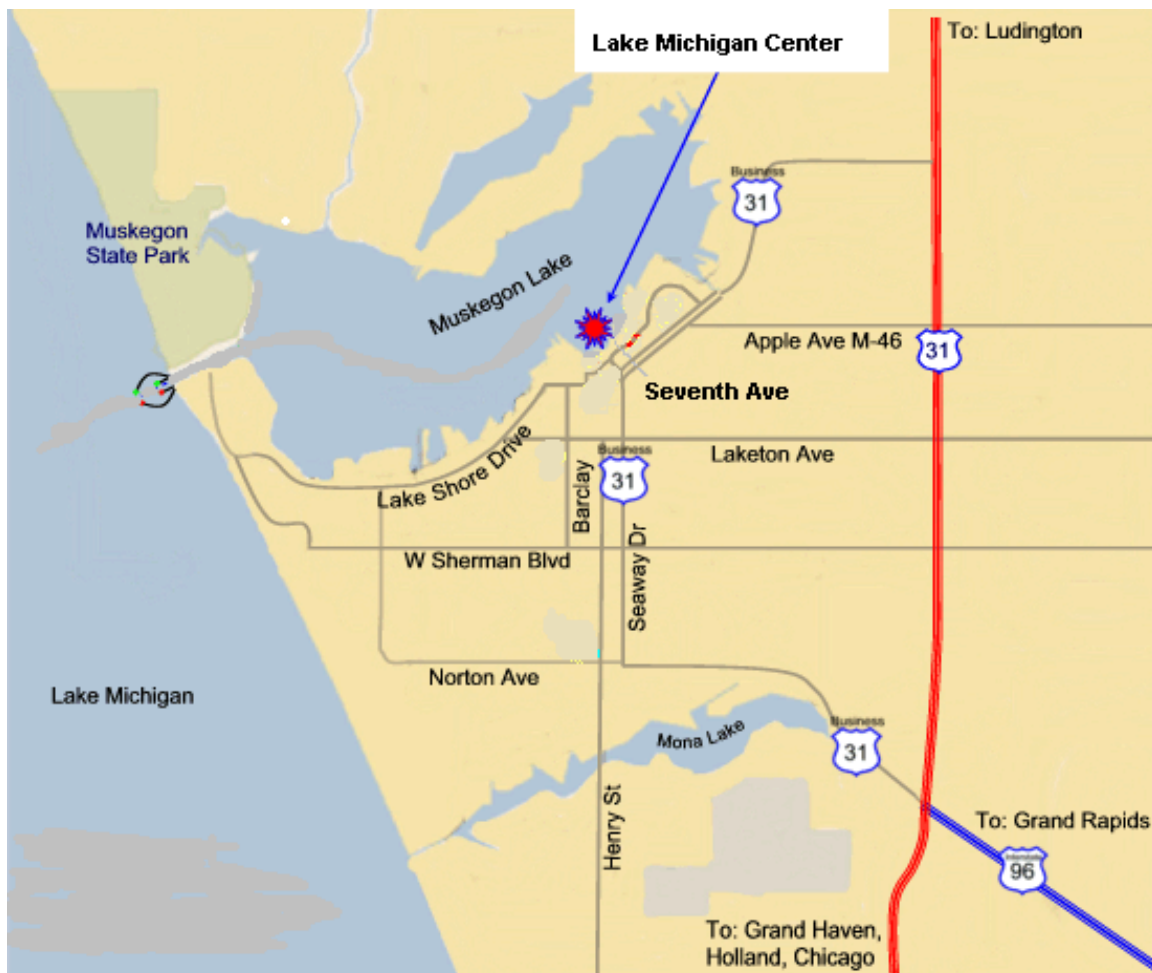 Lake Michigan Center
To: Ludington
Business
31
Muskegon
State Park
Muskegon Lake
Apple Ave M-46
31
Seventh Ave
Business
31
Laketon Ave
Lake Shore Drive
Barclay
W Sherman Blvd
Seaway Dr
Norton Ave
Lake Michigan
Mona Lake
Business
31
Henry St
To: Grand Rapids
Interstate
96
To: Grand Haven,
Holland, Chicago